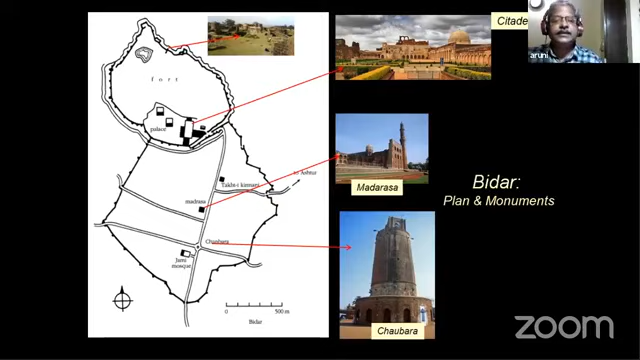 Citade
aruni
fort
palace
to Ashtur
Takht-i kirmani
madrasa
Madarasa
Bidar:
Plan & Monuments
Chaubara
Jami
mosque
0 500 m
Bidar
Chaubara
zoom